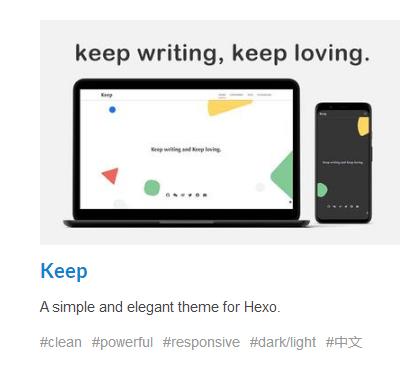 keep writing, keep loving.
Keep
Keep writing and Keep loving.
Keep
Keep writing and Keep loving.
Keep
A simple and elegant theme for Hexo.
#clean #powerful #responsive #dark/light #中文